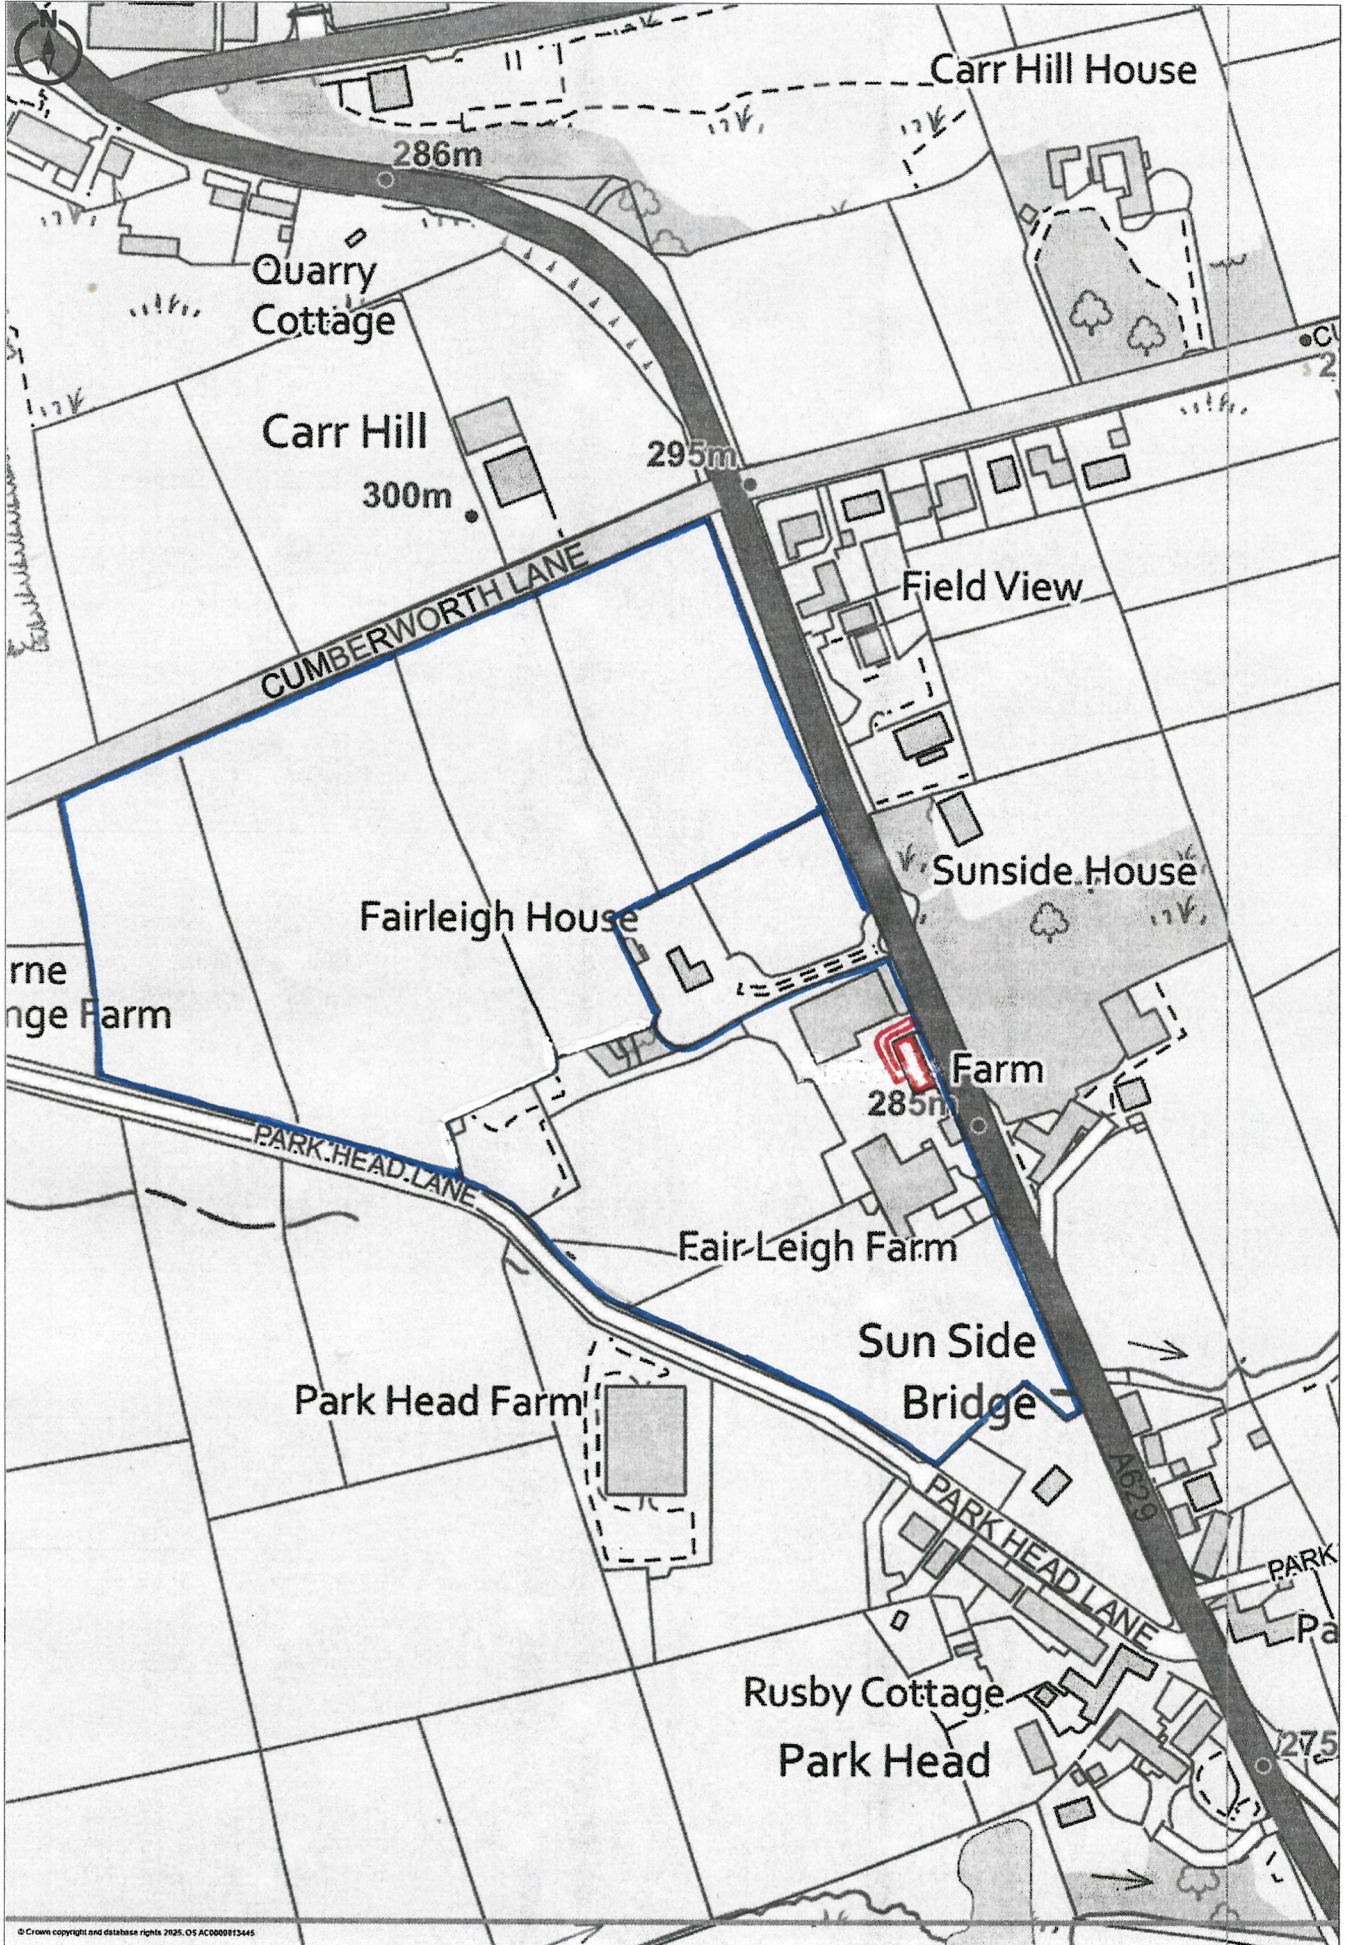 N
Carr Hill House
286m
Quarry
Cottage
Carr Hill
295m
300m
CUMBERWORTH LANE
Field View
Sunside House
Fairleigh House
rne
nge Farm
Farm
285m
PARK HEAD LANE
Fair Leigh Farm
Sun Side
Bridge
Park Head Farm
A629
PARK HEAD LANE
PARK
Pa
Rusby Cottage
Park Head
275
© Crown copyright and database rights 2025. OS AC0000813445